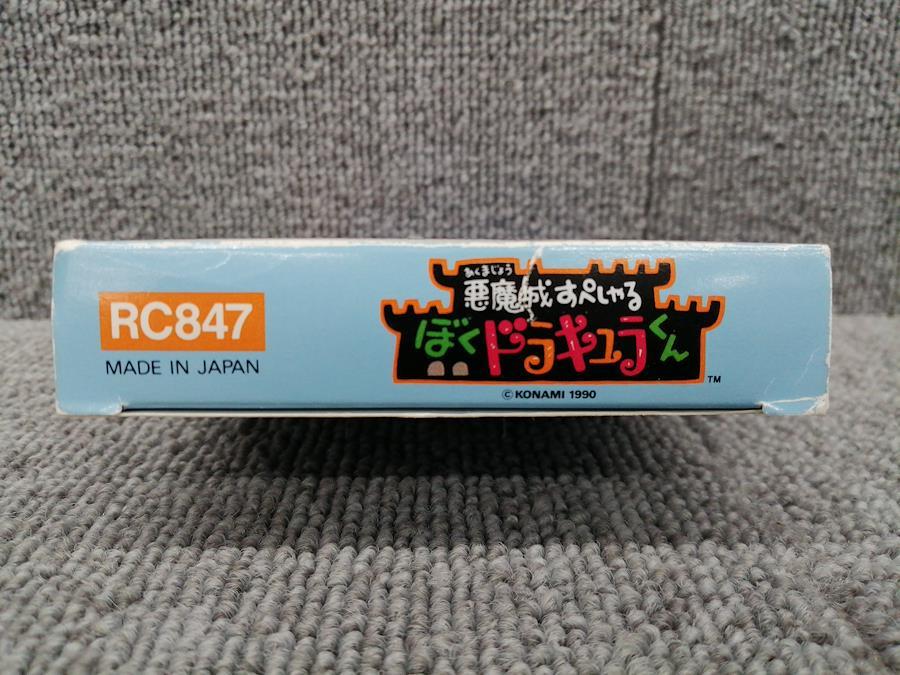 RC847
MADE IN JAPAN
あくまじょう
悪魔城すぺしゃる
ぼくドラキュラくん
TM
©KONAMI 1990